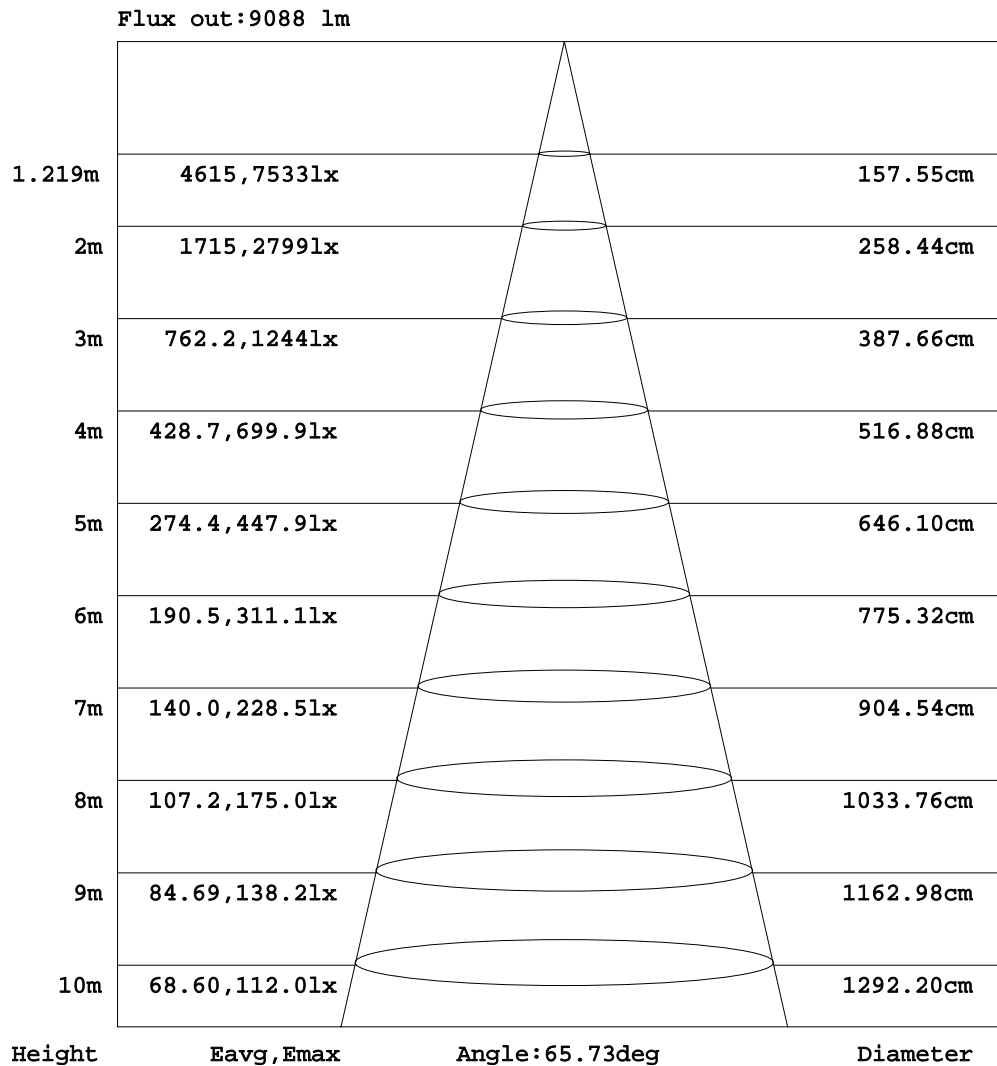 Flux out:9088 lm
1.219m 4615,7533lx 157.55cm
2m 1715,2799lx 258.44cm
3m 762.2,1244lx 387.66cm
4m 428.7,699.9lx 516.88cm
5m 274.4,447.9lx 646.10cm
6m 190.5,311.1lx 775.32cm
7m 140.0,228.5lx 904.54cm
8m 107.2,175.0lx 1033.76cm
9m 84.69,138.2lx 1162.98cm
10m 68.60,112.0lx 1292.20cm
Height Eavg,Emax Angle:65.73deg Diameter